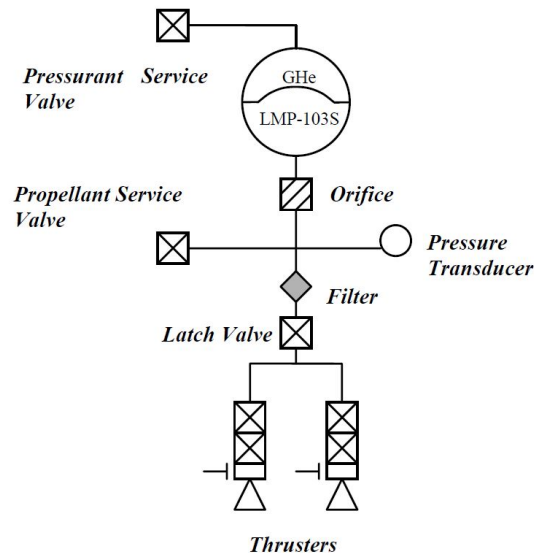 Pressurant Service
Valve
GHe
LMP-103S
Propellant Service
Valve
Orifice
Pressure
Transducer
Filter
Latch Valve
Thrusters